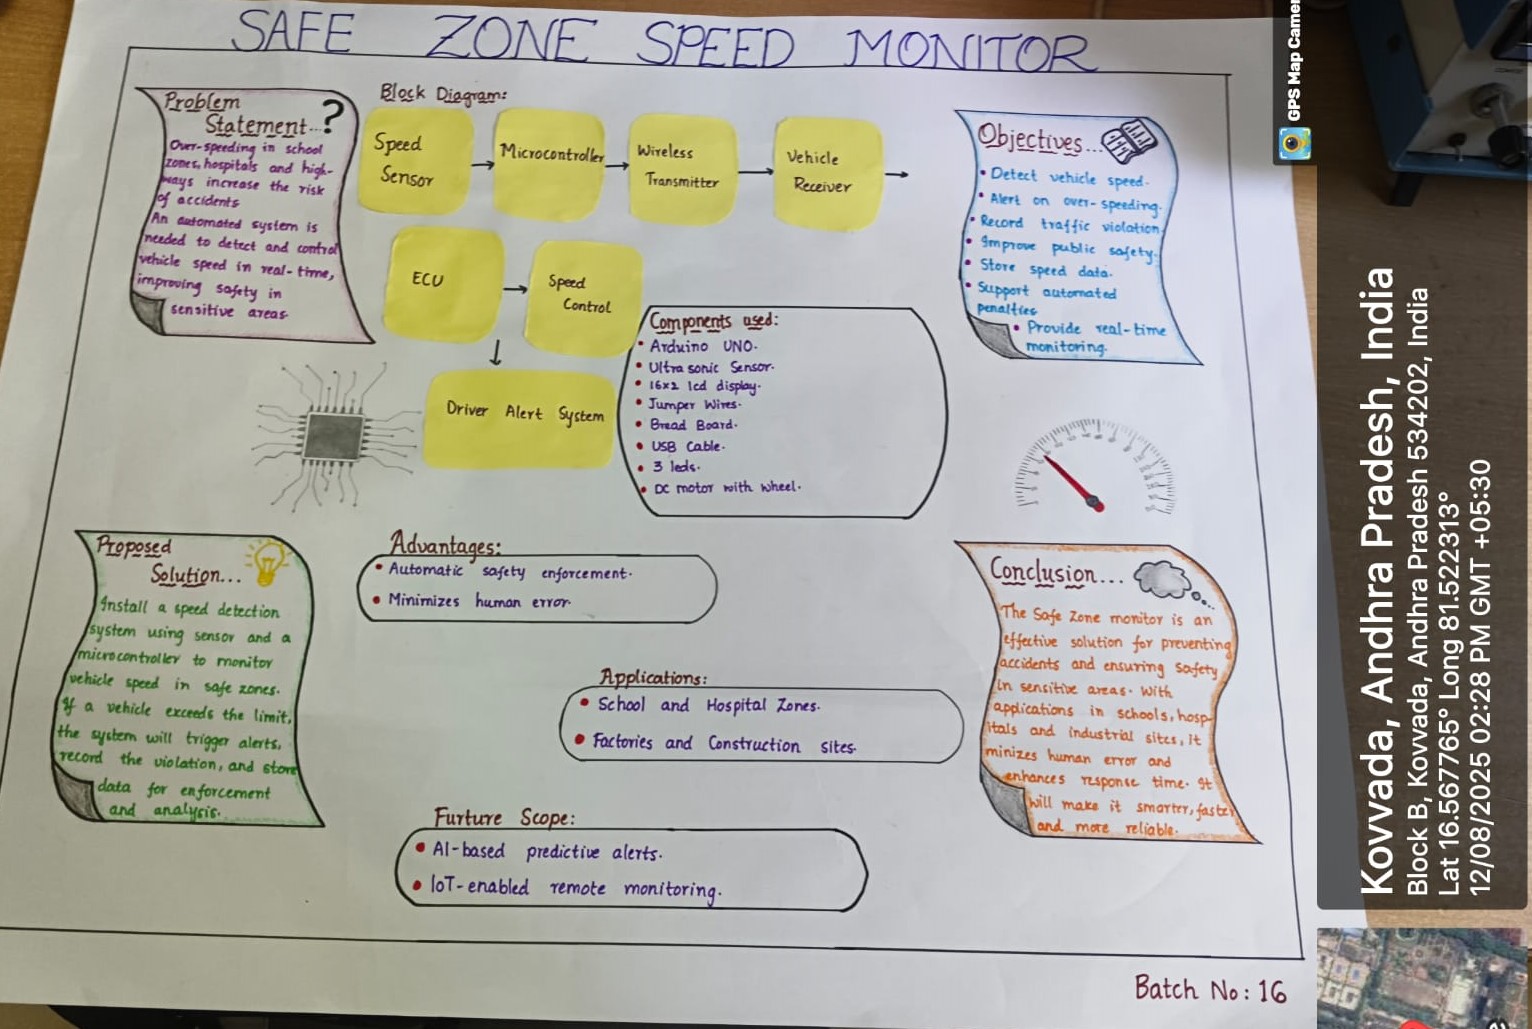 SAFE ZONE SPEED MONITOR
Problem
Statement...?
Over-speeding in school
zones, hospitals and high-
ways increase the risk
of accidents
An automated system is
needed to detect and control
vehicle speed in real-time,
improving safety in
sensitive areas
Block Diagram:
Speed
Sensor
Microcontroller
Wireless
Transmitter
Vehicle
Receiver
ECU
Speed
Control
Driver Alert System
Components used:
• Arduino UNO.
• Ultra sonic Sensor.
• 16x2 lcd display.
• Jumper Wires.
• Bread Board.
• USB Cable.
• 3 leds.
• DC motor with wheel.
Objectives...
• Detect vehicle speed.
• Alert on over-speeding.
• Record traffic violation.
• Improve public safety.
• Store speed data.
• Support automated
penalties
• Provide real-time
monitoring.
Proposed
Solution...
Install a speed detection
system using sensor and a
microcontroller to monitor
vehicle speed in safe zones.
If a vehicle exceeds the limit,
the system will trigger alerts,
record the violation, and store
data for enforcement
and analysis.
Advantages:
• Automatic safety enforcement.
• Minimizes human error.
Applications:
• School and Hospital Zones.
• Factories and Construction sites.
Furture Scope:
• AI-based predictive alerts.
• IoT-enabled remote monitoring.
Conclusion...
The Safe Zone monitor is an
effective solution for preventing
accidents and ensuring safety
in sensitive areas. With
applications in schools, hosp-
itals and industrial sites, it
minizes human error and
enhances response time. It
will make it smarter, faster
and more reliable.
Batch No: 16
GPS Map Camer
Kovvada, Andhra Pradesh, India
Block B, Kovvada, Andhra Pradesh 534202, India
Lat 16.567765° Long 81.522313°
12/08/2025 02:28 PM GMT +05:30